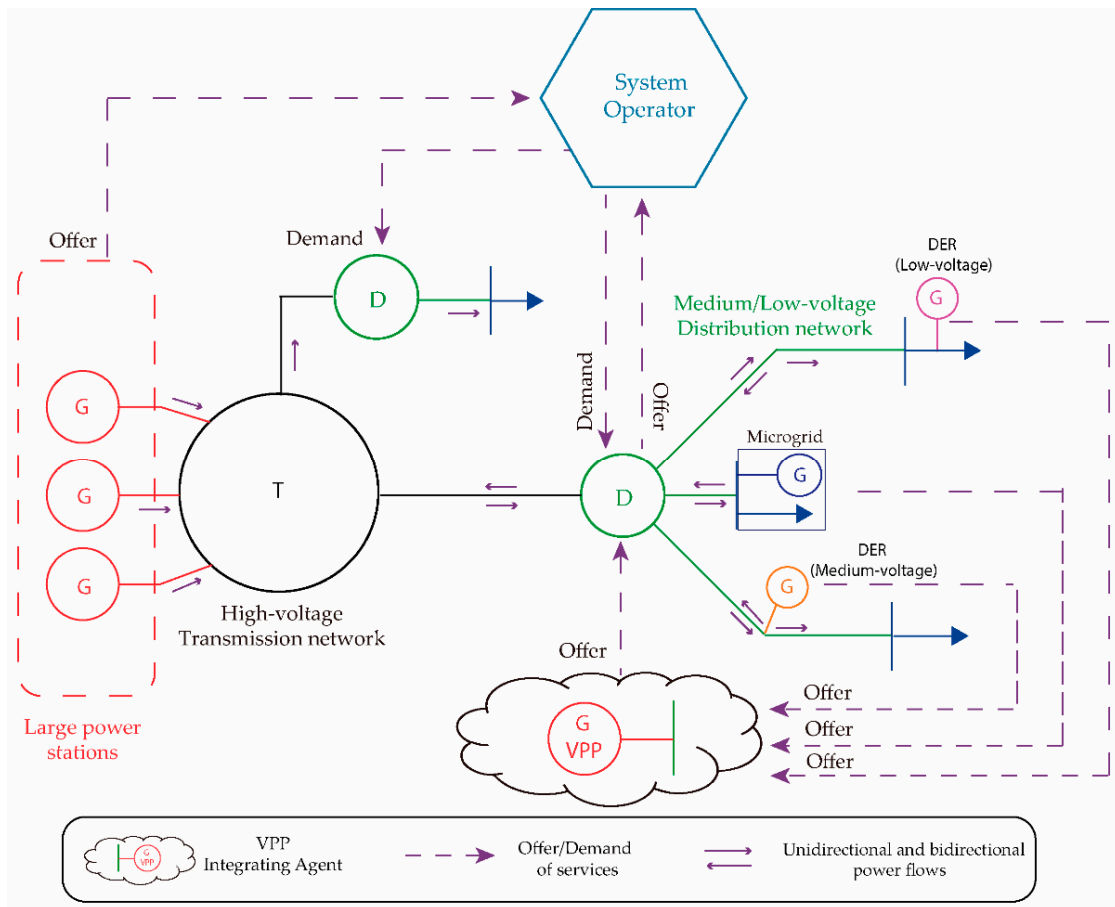 System
Operator
Offer
Demand
DER
(Low-voltage)
G
D
Medium/Low-voltage
Distribution network
G
Demand
Offer
Microgrid
G
G
T
D
G
DER
(Medium-voltage)
G
High-voltage
Transmission network
Offer
Large power
stations
G
VPP
Offer
Offer
Offer
G
VPP
VPP
Integrating Agent
Offer/Demand
of services
Unidirectional and bidirectional
power flows